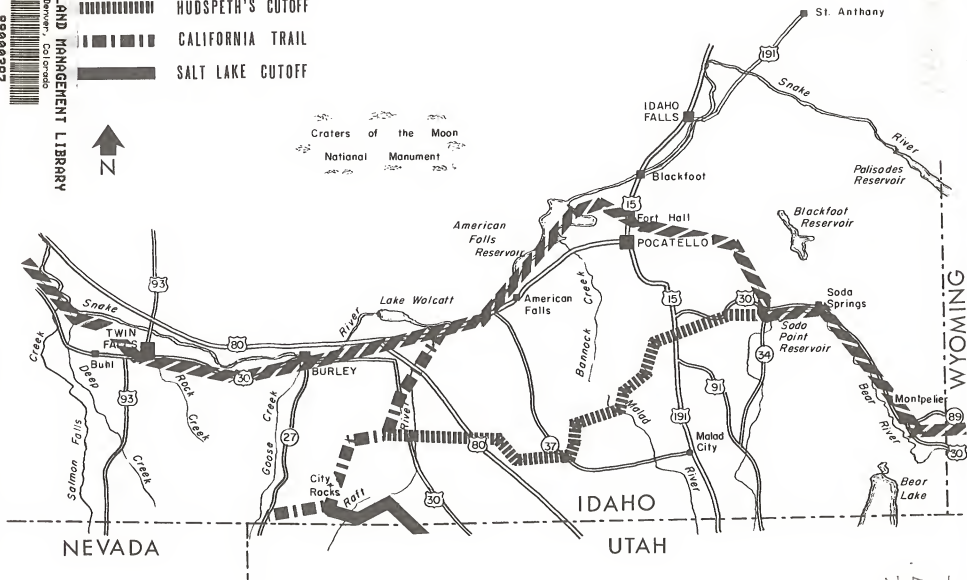 HUDSPETH'S CUTOFF
CALIFORNIA TRAIL
SALT LAKE CUTOFF
LAND MANAGEMENT LIBRARY
Denver, Colorado
88000207
N
Craters of the Moon
National Monument
St. Anthony
191
Snake
River
IDAHO
FALLS
Palisades
Reservoir
Blackfoot
15
Fort Hall
Blackfoot
Reservoir
POCATELLO
American
Falls
Reservoir
American
Falls
Bannock Creek
15
30
Soda
Springs
Soda
Point
Reservoir
34
WYOMING
93
Lake Walcott
River
Snake
TWIN
FALLS
80
Buhl
30
BURLEY
Creek
Deep
Creek
Rock
Creek
93
Salmon Falls
Goose Creek
27
River
City
Rocks
Raft
80
30
37
Malad
River
191
Malad
City
91
Montpelie
89
30
Bear
River
Bear
Lake
IDAHO
NEVADA
UTAH